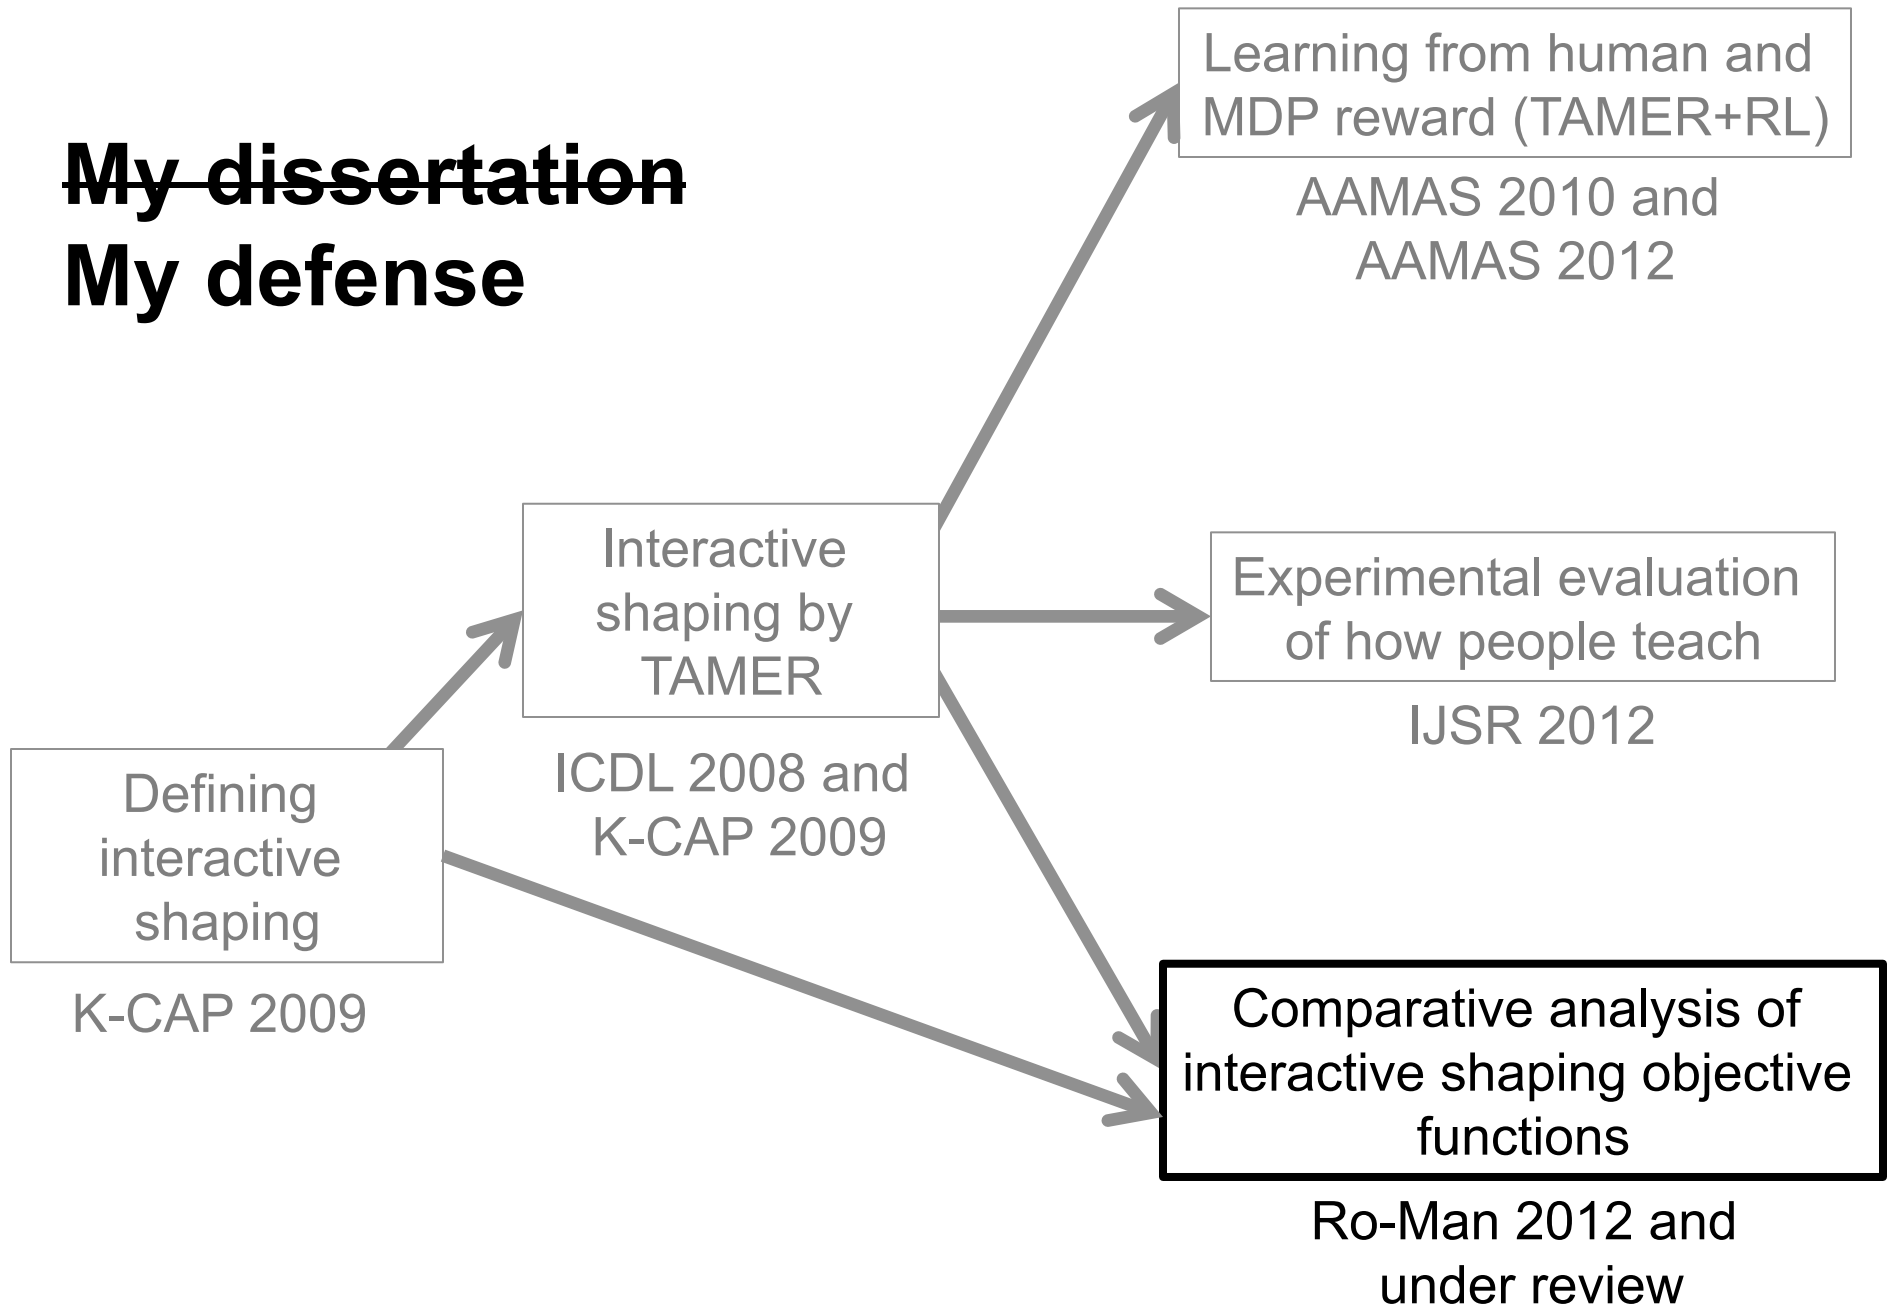 My dissertation
My defense
Learning from human and
MDP reward (TAMER+RL)
AAMAS 2010 and
AAMAS 2012
Interactive
shaping by
TAMER
ICDL 2008 and
K-CAP 2009
Experimental evaluation
of how people teach
IJSR 2012
Defining
interactive
shaping
K-CAP 2009
Comparative analysis of
interactive shaping objective
functions
Ro-Man 2012 and
under review